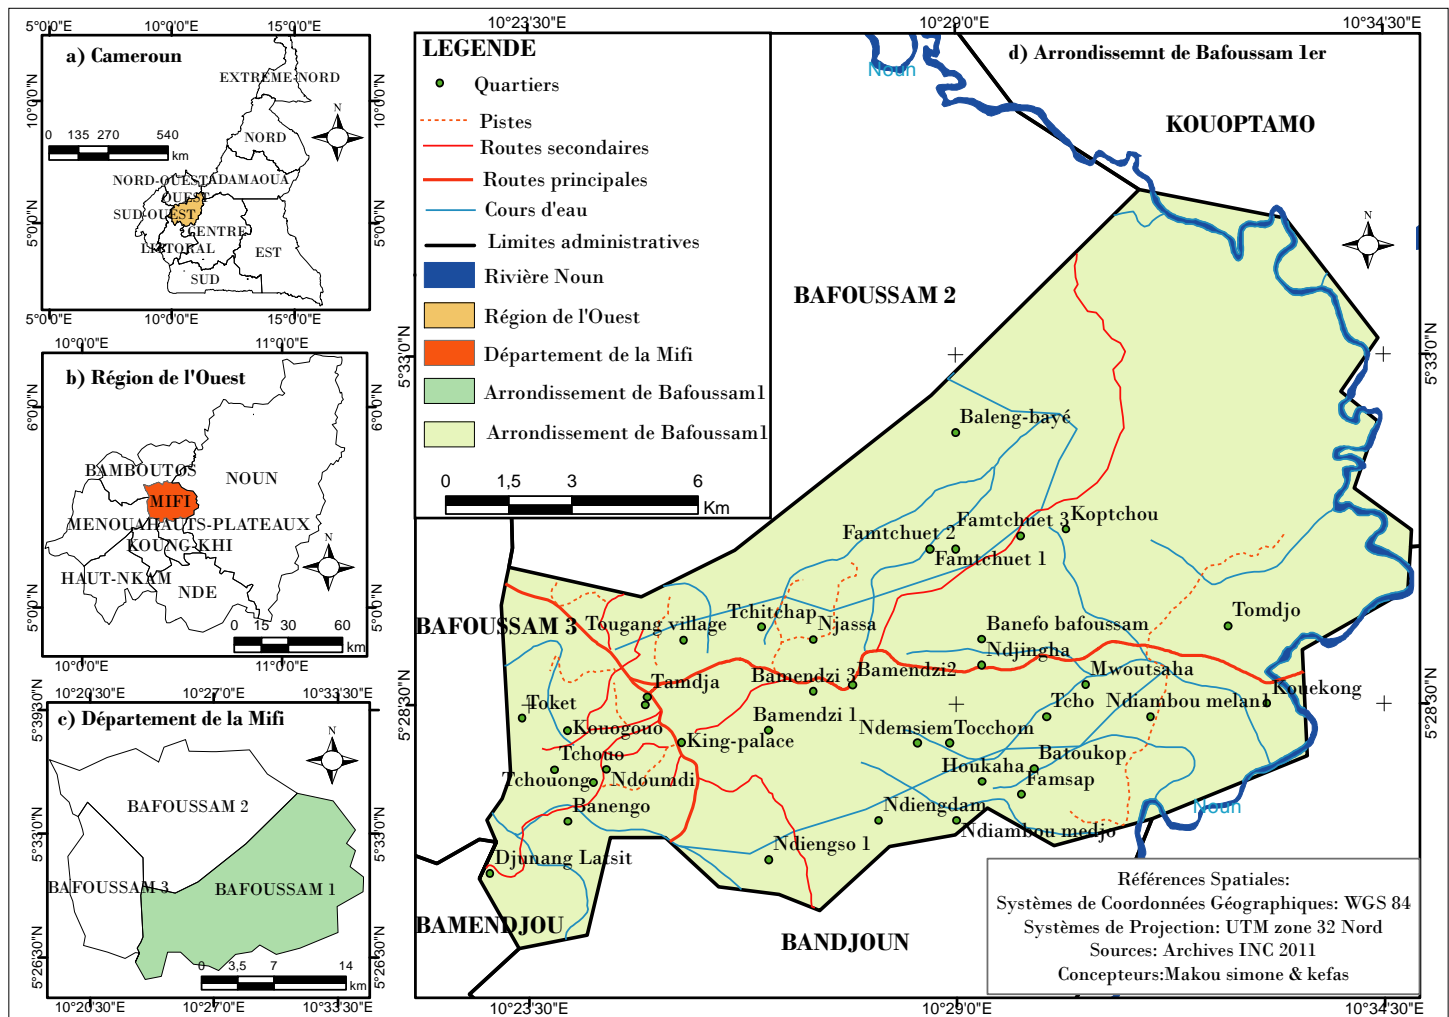 5°0'0"E
10°0'0"E
15°0'0"E
a) Cameroun
EXTREME-NORD
N
10°0'0"N
10°0'0"N
0 135 270 540
km
NORD
NORD-OUEST
ADAMAOUA
OUEST
SUD-OUEST
CENTRE
5°0'0"N
5°0'0"N
LITTORAL
EST
SUD
5°0'0"E
10°0'0"E
15°0'0"E
10°0'0"E
11°0'0"E
b) Région de l'Ouest
6°0'0"N
6°0'0"N
BAMBOUTOS
NOUN
MIFI
MENOUA
HAUTS-PLATEAUX
KOUNG-KHI
N
HAUT-NKAM
NDE
5°0'0"N
5°0'0"N
0 15 30 60
km
10°0'0"E
11°0'0"E
10°20'30"E
10°27'0"E
10°33'30"E
c) Département de la Mifi
N
5°39'30"N
5°39'30"N
BAFOUSSAM 2
5°33'0"N
5°33'0"N
BAFOUSSAM 3
BAFOUSSAM 1
5°26'30"N
5°26'30"N
0 3,5 7 14
km
10°20'30"E
10°27'0"E
10°33'30"E
10°23'30"E
10°29'0"E
10°34'30"E
LEGENDE
Quartiers
Pistes
Routes secondaires
Routes principales
Cours d'eau
Limites administratives
Rivière Noun
Région de l'Ouest
Département de la Mifi
Arrondissement de Bafoussam1
Arrondissement de Bafoussam1
0 1,5 3 6
Km
d) Arrondissemnt de Bafoussam 1er
Noun
KOUOPTAMO
N
BAFOUSSAM 2
5°33'0"N
5°33'0"N
Baleng-bayé
Famtchuet 2
Famtchuet 3
Koptchou
Famtchuet 1
BAFOUSSAM 3
Tougang village
Tchitchap
Njassa
Banefo bafoussam
Tomdjo
Ndjingha
Tamdja
Bamendzi 3
Bamendzi2
Mwoutsaha
Kouekong
5°28'30"N
5°28'30"N
Toket
Kouogouo
King-palace
Bamendzi 1
Ndemsiem
Tocchom
Tcho
Ndiambou melan1
Tchouo
Tchouong
Ndoumdi
Houkaha
Batoukop
Famsap
Banengo
Ndiengdam
Ndiambou medjo
Noun
Djunang Latsit
Ndiengso 1
BAMENDJOU
BANDJOUN
Références Spatiales:
Systèmes de Coordonnées Géographiques: WGS 84
Systèmes de Projection: UTM zone 32 Nord
Sources: Archives INC 2011
Concepteurs:Makou simone & kefas
10°23'30"E
10°29'0"E
10°34'30"E